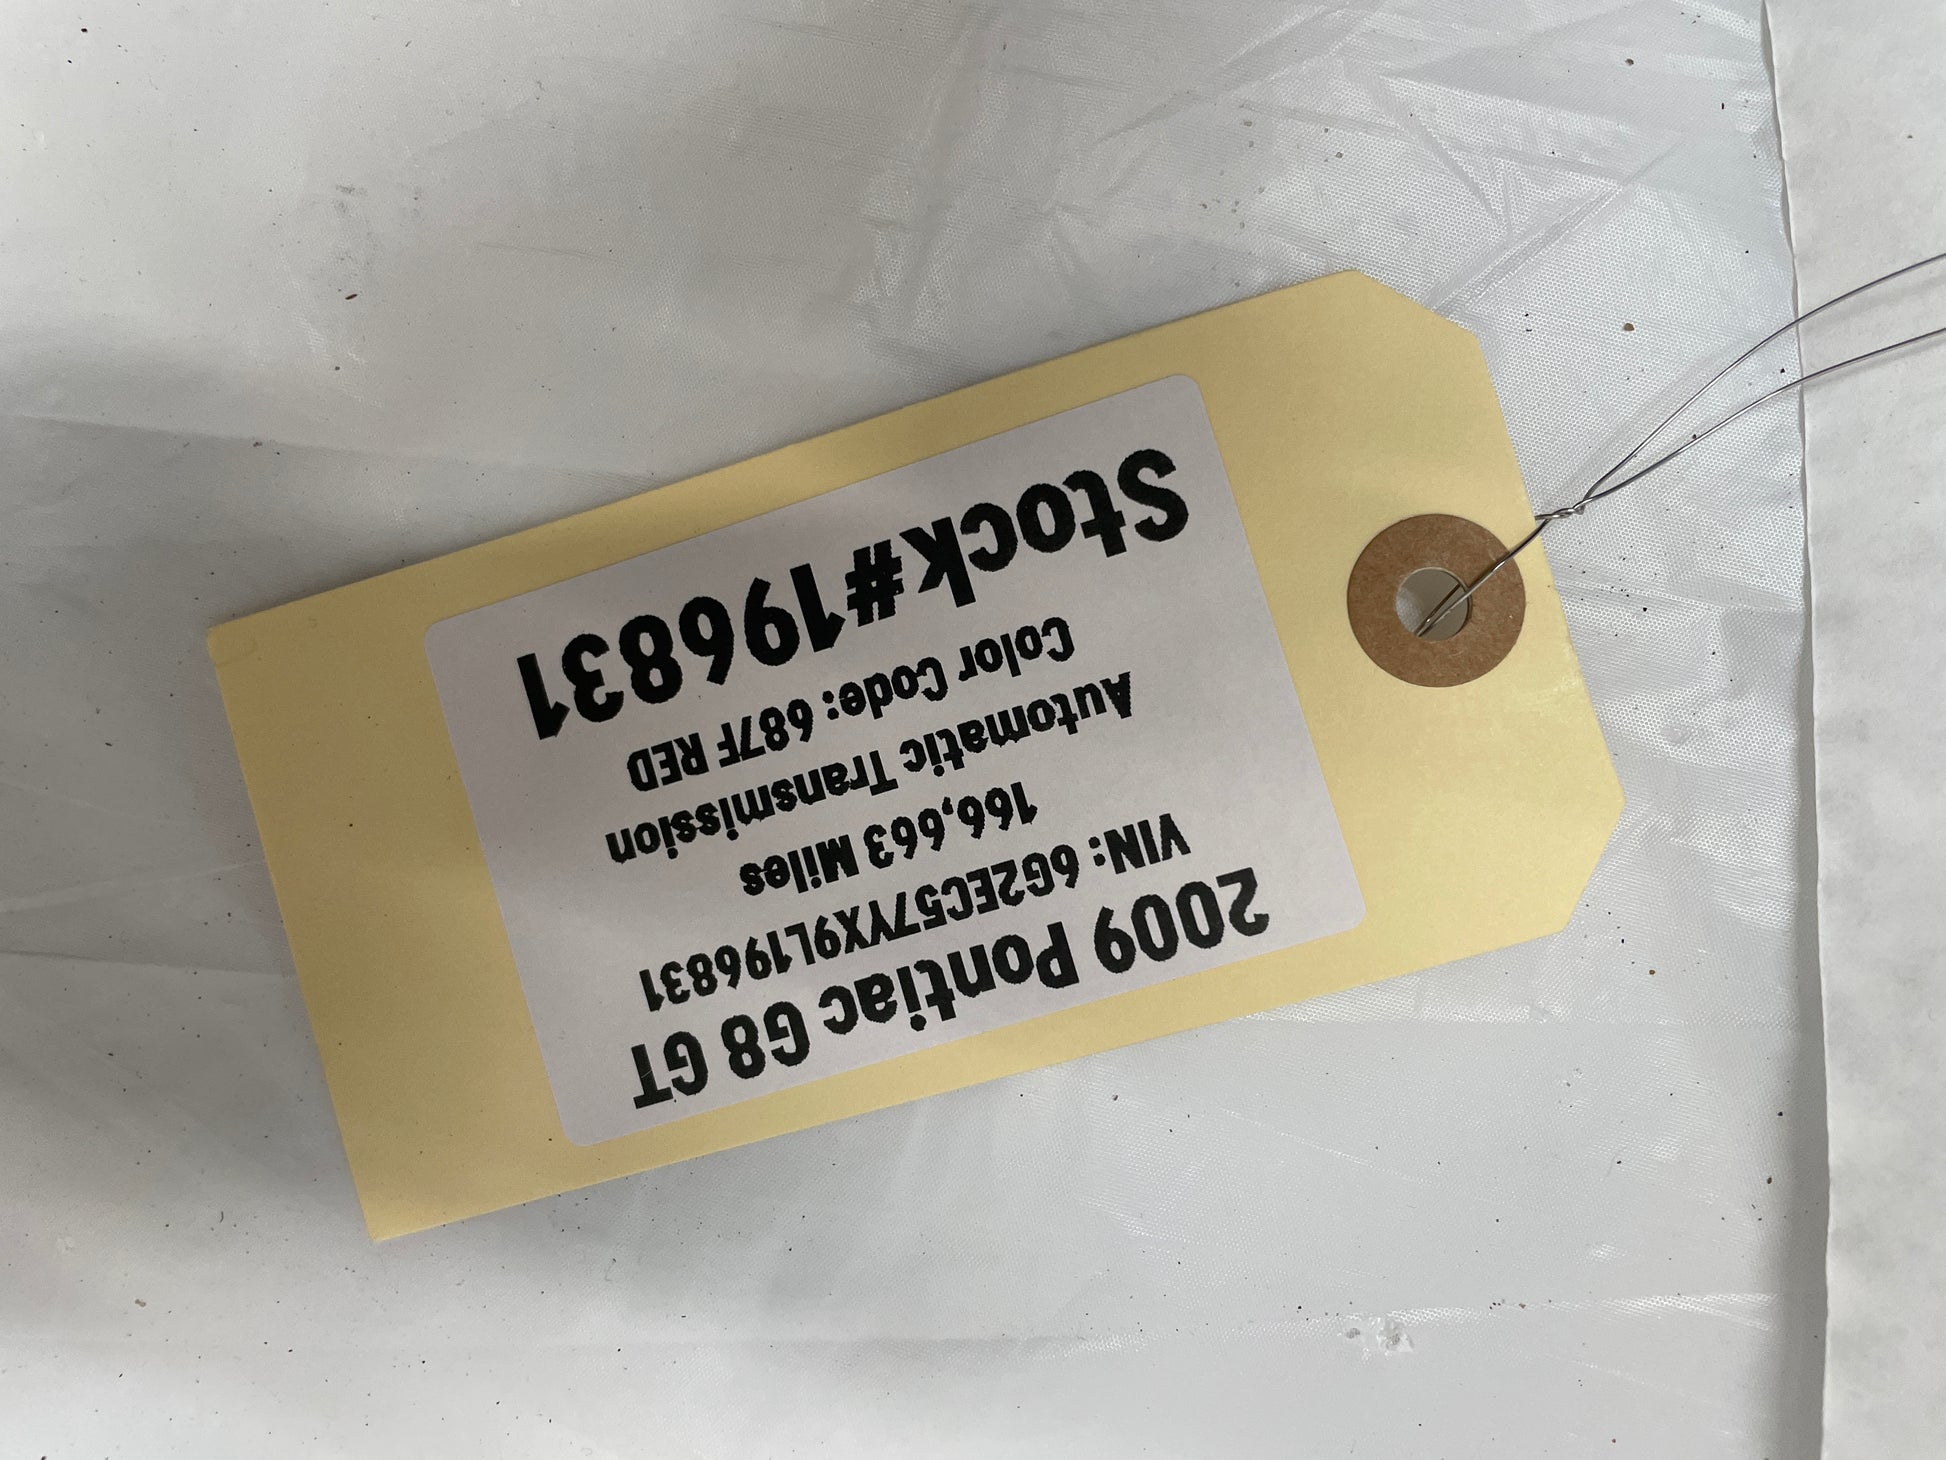 2009 Pontiac G8 GT
VIN: 6G2EC57YX9L196831
166,663 Miles
Automatic Transmission
Color Code: 687F RED
Stock#196831